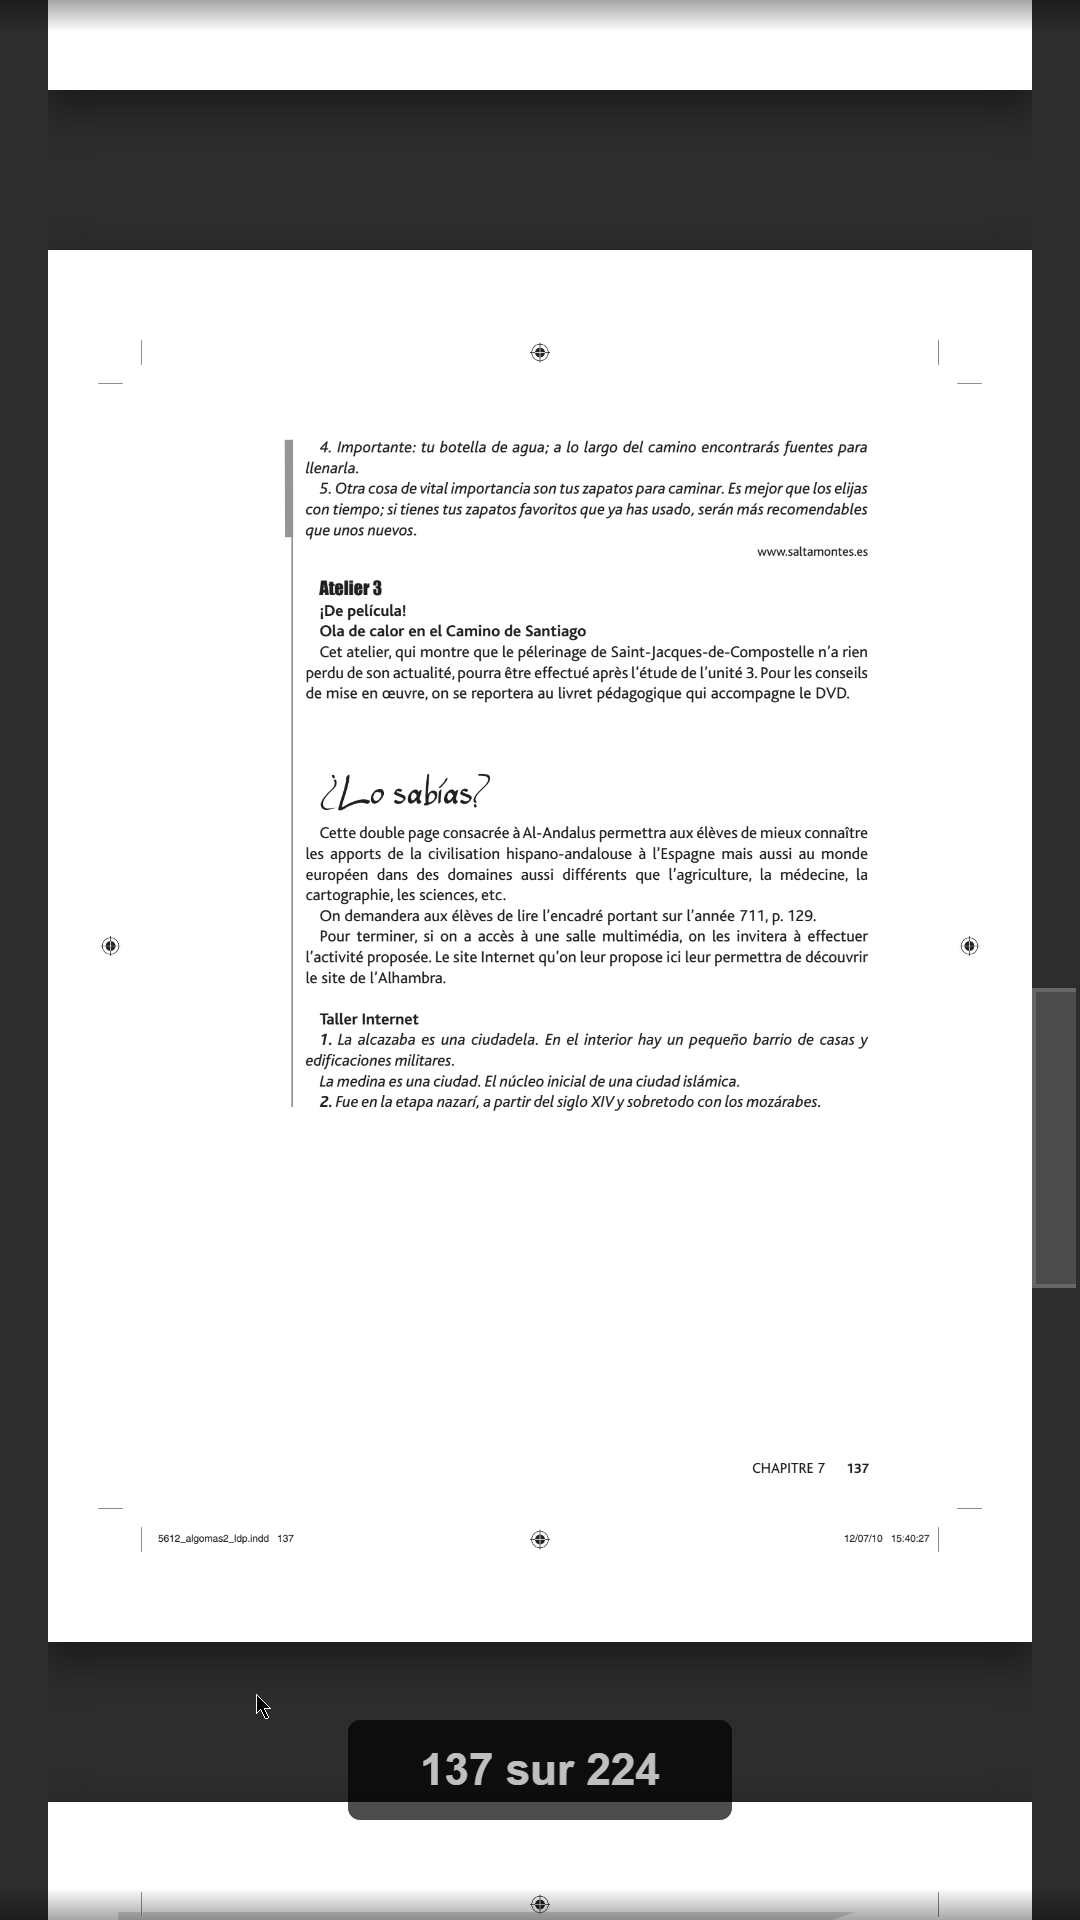 4. Importante: tu botella de agua; a lo largo del camino encontrarás fuentes para
llenarla.
5. Otra cosa de vital importancia son tus zapatos para caminar. Es mejor que los elijas
con tiempo; si tienes tus zapatos favoritos que ya has usado, serán más recomendables
que unos nuevos.
www.saltamontes.es
Atelier 3
¡De película!
Ola de calor en el Camino de Santiago
Cet atelier, qui montre que le pélerinage de Saint-Jacques-de-Compostelle n'a rien
perdu de son actualité, pourra être effectué après l'étude de l'unité 3. Pour les conseils
de mise en œuvre, on se reportera au livret pédagogique qui accompagne le DVD.
¿Lo sabías?
Cette double page consacrée à Al-Andalus permettra aux élèves de mieux connaître
les apports de la civilisation hispano-andalouse à l'Espagne mais aussi au monde
européen dans des domaines aussi différents que l'agriculture, la médecine, la
cartographie, les sciences, etc.
On demandera aux élèves de lire l'encadré portant sur l'année 711, p. 129.
Pour terminer, si on a accès à une salle multimédia, on les invitera à effectuer
l'activité proposée. Le site Internet qu'on leur propose ici leur permettra de découvrir
le site de l'Alhambra.
Taller Internet
1. La alcazaba es una ciudadela. En el interior hay un pequeño barrio de casas y
edificaciones militares.
La medina es una ciudad. El núcleo inicial de una ciudad islámica.
2. Fue en la etapa nazarí, a partir del siglo XIV y sobretodo con los mozárabes.
CHAPITRE 7 137
5612_algomas2_ldp.indd 137 12/07/10 15:40:27
137 sur 224